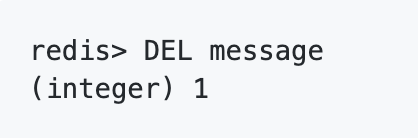 redis> DEL message
(integer) 1